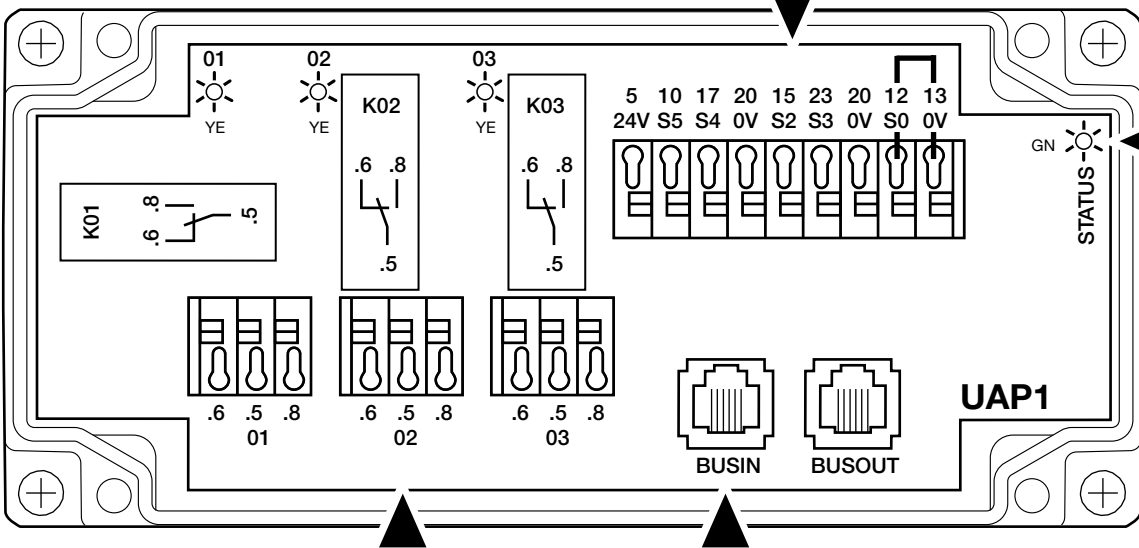 01 02 03
YE YE YE
K02 K03
5 10 17 20 15 23 20 12 13
24V S5 S4 0V S2 S3 0V S0 0V
GN
STATUS
.6 .8 .6 .8
K01 .8 .6 .5
.5 .5
.6 .5 .8 .6 .5 .8 .6 .5 .8
01 02 03
UAP1
BUSIN BUSOUT